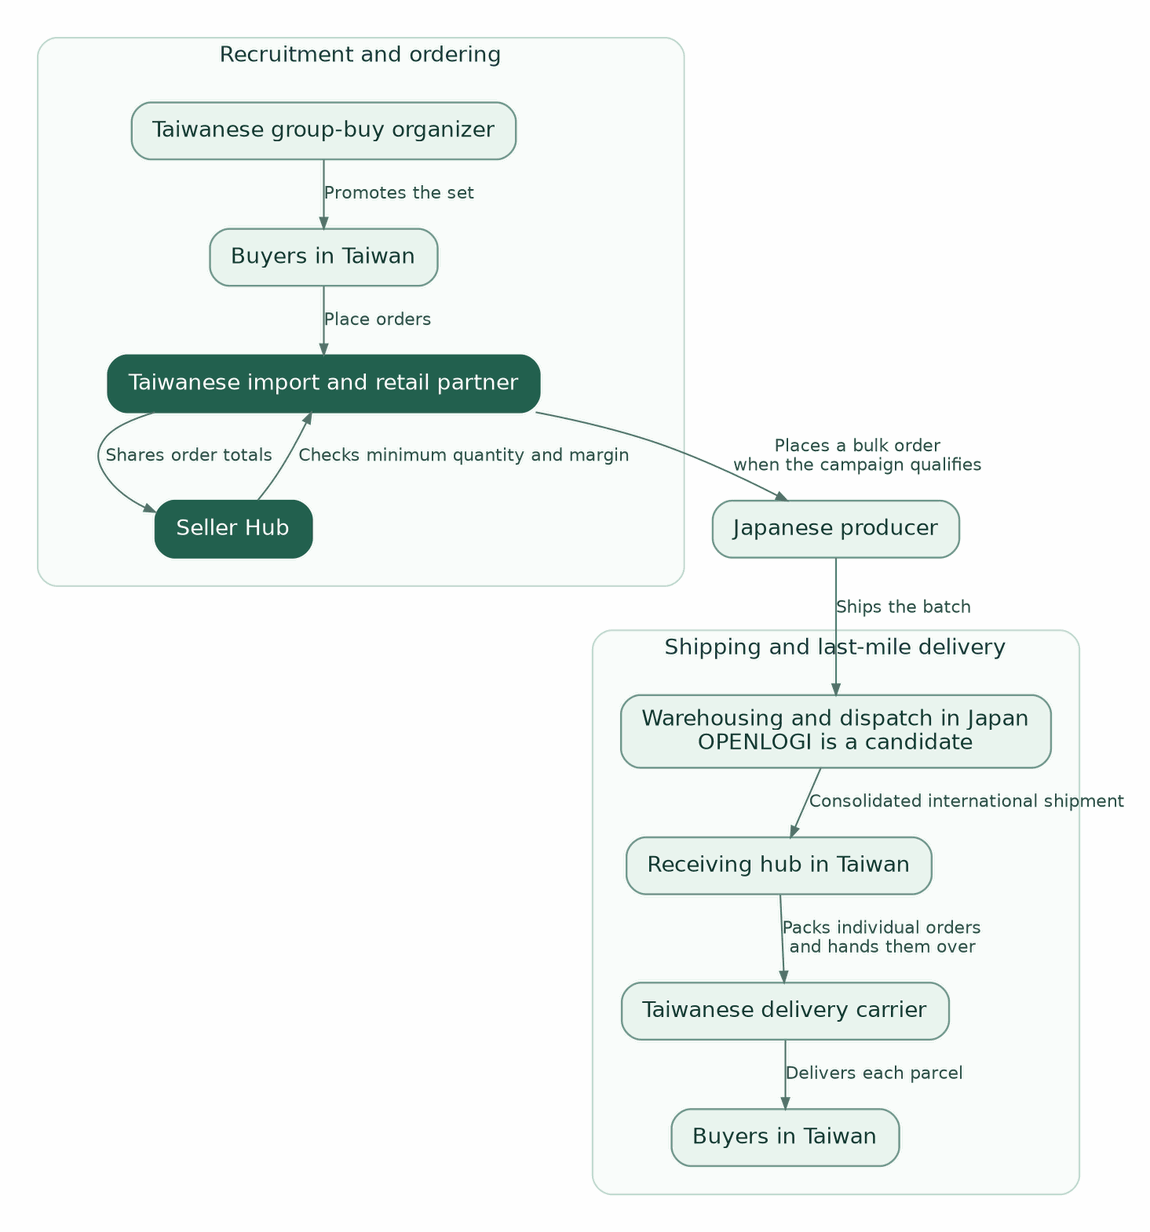 Recruitment and ordering
Taiwanese group-buy organizer
Promotes the set
Buyers in Taiwan
Place orders
Taiwanese import and retail partner
Shares order totals
Checks minimum quantity and margin
Places a bulk order
when the campaign qualifies
Seller Hub
Japanese producer
Ships the batch
Shipping and last-mile delivery
Warehousing and dispatch in Japan
OPENLOGI is a candidate
Consolidated international shipment
Receiving hub in Taiwan
Packs individual orders
and hands them over
Taiwanese delivery carrier
Delivers each parcel
Buyers in Taiwan